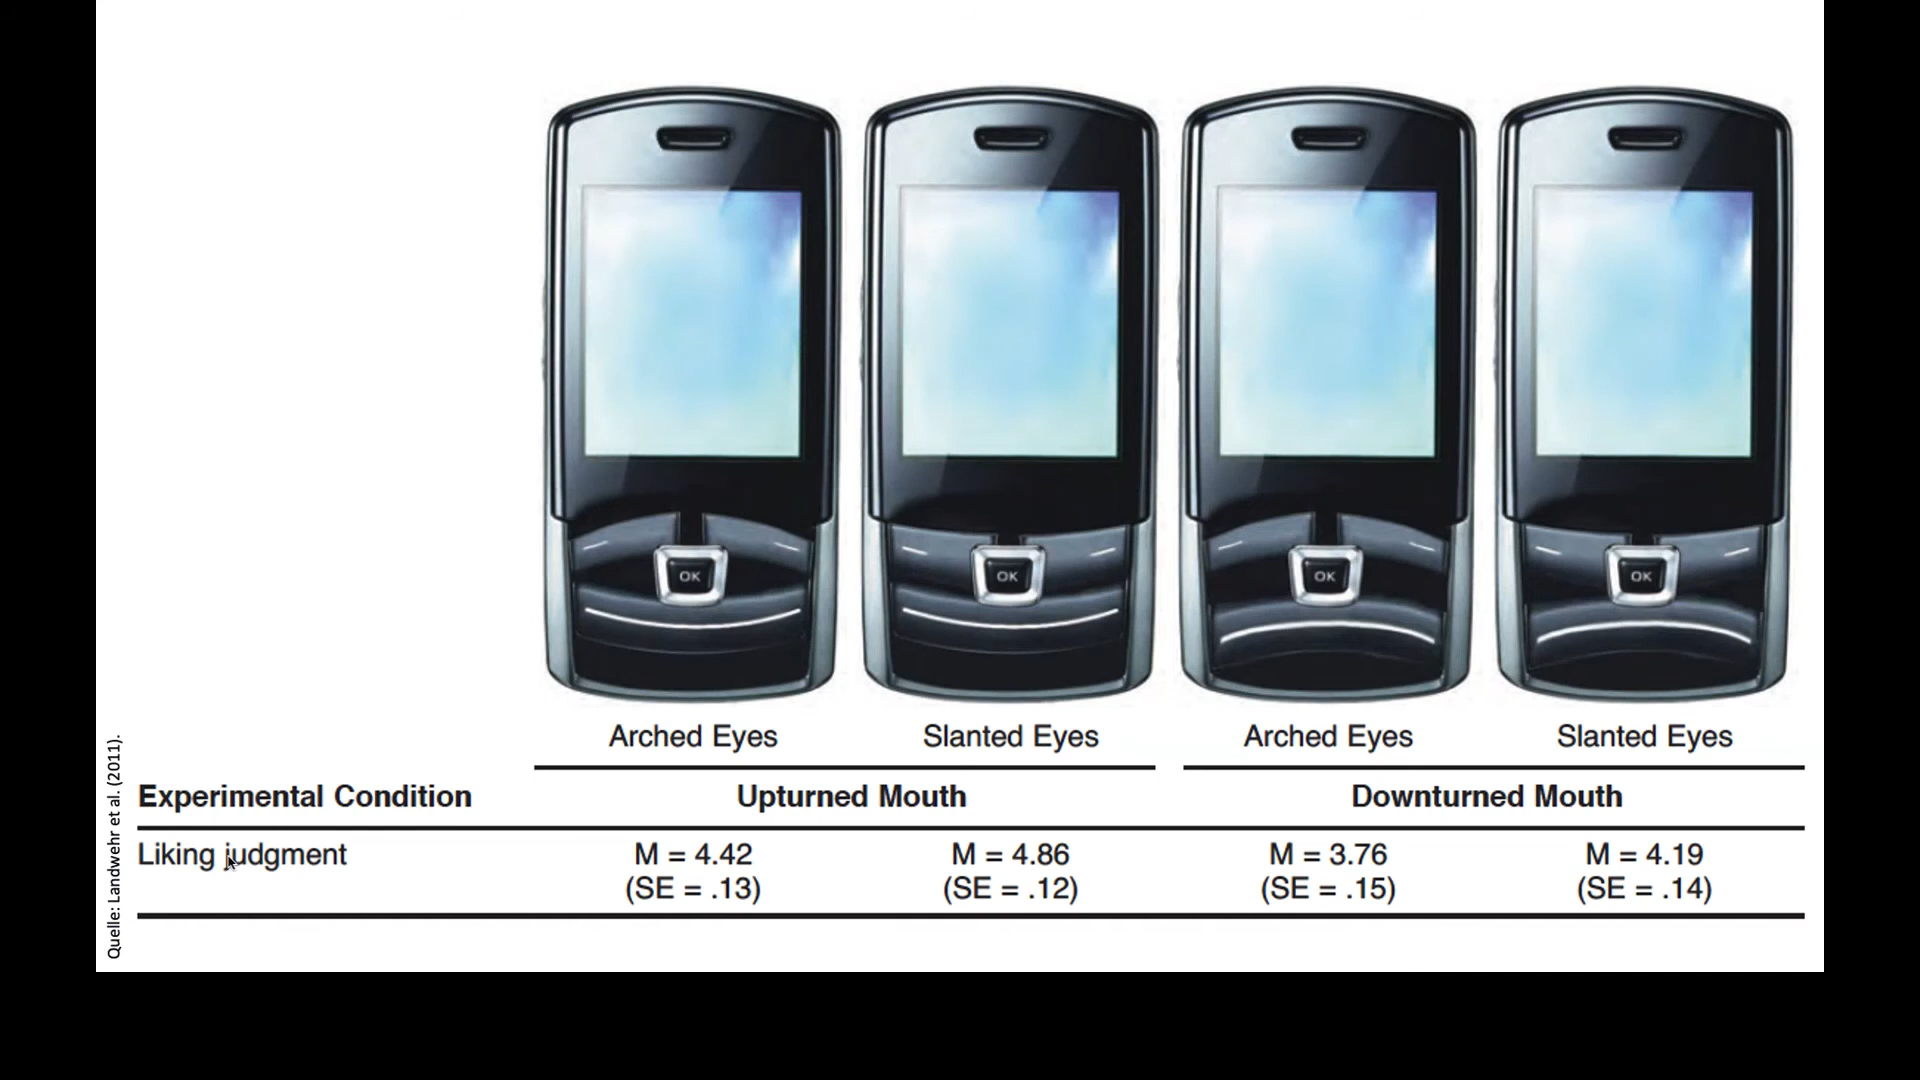 OK
OK
OK
OK
Arched Eyes
Slanted Eyes
Arched Eyes
Slanted Eyes
Experimental Condition
Upturned Mouth
Downturned Mouth
Liking judgment
M = 4.42
M = 4.86
M = 3.76
M = 4.19
(SE = .13)
(SE = .12)
(SE = .15)
(SE = .14)
Quelle: Landwehr et al. (2011).